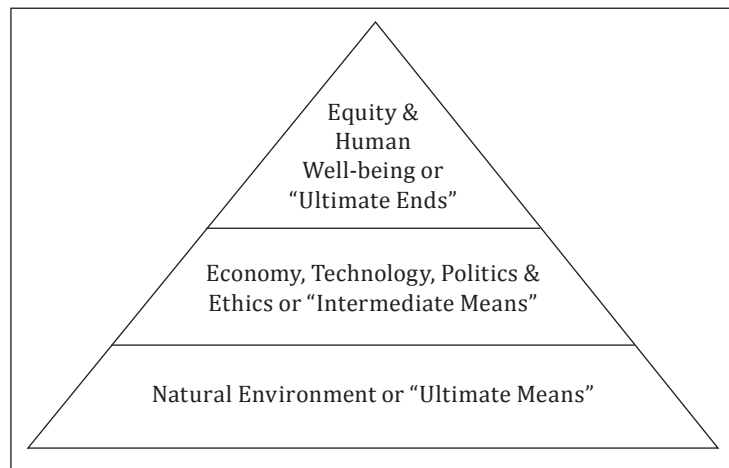 Equity &
Human
Well-being or
“Ultimate Ends”
Economy, Technology, Politics &
Ethics or “Intermediate Means”
Natural Environment or “Ultimate Means”